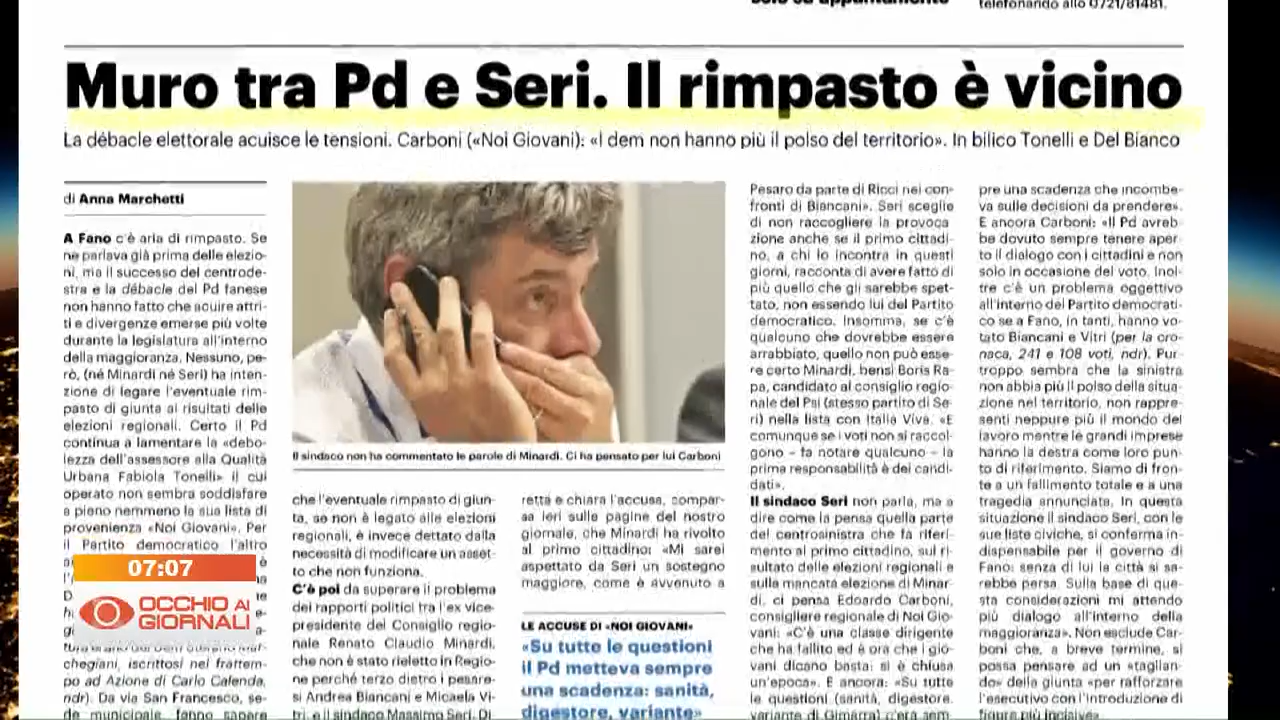 telefonando allo 0721/81481.
Muro tra Pd e Seri. Il rimpasto è vicino
La débacle elettorale acuisce le tensioni. Carboni («Noi Giovani): «I dem non hanno più il polso del territorio». In bilico Tonelli e Del Bianco
di Anna Marchetti
A Fano c'è aria di rimpasto. Se
ne parlava già prima delle elezio-
ni, ma il successo del centrode-
stra e la débacle del Pd fanese
non hanno fatto che acuire attri-
ti e divergenze emerse più volte
durante la legislatura all'interno
della maggioranza. Nessuno, pe-
rò, (né Minardi né Seri) ha inten-
zione di legare l'eventuale rim-
pasto di giunta ai risultati delle
elezioni regionali. Certo il Pd
continua a lamentare la «debo-
lezza dell'assessore alla Qualità
Urbana Fabiola Tonelli» il cui
operato non sembra soddisfare
a pieno nemmeno la sua lista di
provenienza «Noi Giovani». Per
il Partito democratico l'altro
07:07
OCCHIO AI
GIORNALI
chegiani, iscrittosi nel frattem-
po ad Azione di Carlo Calenda,
ndr). Da via San Francesco, se-
de municipale, fanno sapere
Il sindaco non ha commentato le parole di Minardi. Ci ha pensato per lui Carboni
che l'eventuale rimpasto di giun-
ta, se non è legato alle elezioni
regionali, è invece dettato dalla
necessità di modificare un asset-
to che non funziona.
C'è poi da superare il problema
dei rapporti politici tra l'ex vice-
presidente del Consiglio regio-
nale Renato Claudio Minardi,
che non è stato rieletto in Regio-
ne perché terzo dietro i pesare-
si Andrea Biancani e Micaela Vi-
tri, e il sindaco Massimo Seri. Di
retta e chiara l'accusa, compar-
sa ieri sulle pagine del nostro
giornale, che Minardi ha rivolto
al primo cittadino: «Mi sarei
aspettato da Seri un sostegno
maggiore, come è avvenuto a
LE ACCUSE DI «NOI GIOVANI»
«Su tutte le questioni
il Pd metteva sempre
una scadenza: sanità,
digestore, variante»
Pesaro da parte di Ricci nei con-
fronti di Biancani». Seri sceglie
di non raccogliere la provoca
zione anche se il primo cittadi-
no, a chi lo incontra in questi
giorni, racconta di avere fatto di
più quello che gli sarebbe spet-
tato, non essendo lui del Partito
democratico. Insomma, se c'è
qualcuno che dovrebbe essere
arrabbiato, quello non può esse-
re certo Minardi, bensì Boris Ra-
pa, candidato al consiglio regio-
nale del Psi (stesso partito di Se-
ri) nella lista con Italia Viva. «E
comunque se i voti non si raccol-
gono – fa notare qualcuno – la
prima responsabilità è dei candi-
dati».
Il sindaco Seri non parla, ma a
dire come la pensa quella parte
del centrosinistra che fa riferi-
mento al primo cittadino, sul ri-
sultato delle elezioni regionali e
sulla mancata elezione di Minar-
di, ci pensa Edoardo Carboni,
consigliere regionale di Noi Gio-
vani: «C'è una classe dirigente
che ha fallito ed è ora che i gio-
vani dicano basta: si è chiusa
un'epoca». E ancora: «Su tutte
le questioni (sanità, digestore,
variante di Gimarra) c'era sem-
pre una scadenza che incombe-
va sulle decisioni da prendere».
E ancora Carboni: «Il Pd avreb-
be dovuto sempre tenere aper-
to il dialogo con i cittadini e non
solo in occasione del voto. Inol-
tre c'è un problema oggettivo
all'interno del Partito democrati-
co se a Fano, in tanti, hanno vo-
tato Biancani e Vitri (per la cro-
naca, 241 e 108 voti, ndr). Pur-
troppo sembra che la sinistra
non abbia più il polso della situa-
zione nel territorio, non rappre-
senti neppure più il mondo del
lavoro mentre le grandi imprese
hanno la destra come loro pun-
to di riferimento. Siamo di fron-
te a un fallimento totale e a una
tragedia annunciata. In questa
situazione il sindaco Seri, con le
sue liste civiche, si conferma in-
dispensabile per il governo di
Fano: senza di lui la città si sa-
rebbe persa. Sulla base di que-
sta considerazioni mi attendo
più dialogo all'interno della
maggioranza». Non esclude Car-
boni che, a breve termine, si
possa pensare ad un «taglian-
do» della giunta «per rafforzare
l'esecutivo con l'introduzione di
figure più incisive».